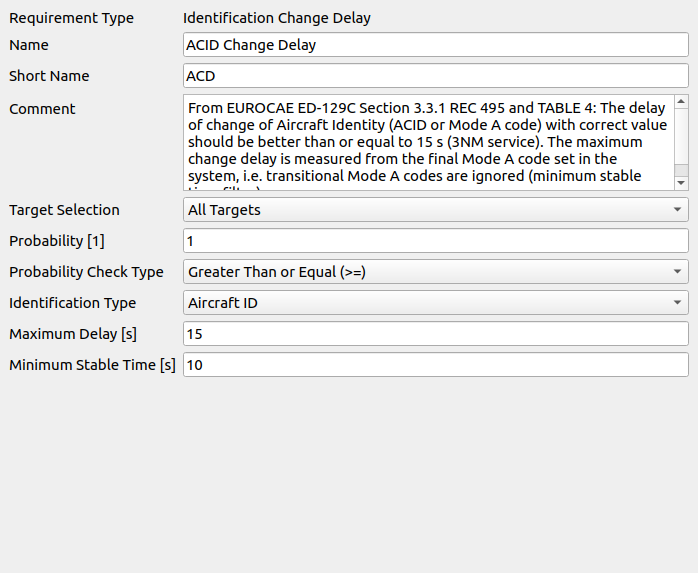 Requirement Type Identification Change Delay
Name ACID Change Delay
Short Name ACD
Comment From EUROCAE ED-129C Section 3.3.1 REC 495 and TABLE 4: The delay
of change of Aircraft Identity (ACID or Mode A code) with correct value
should be better than or equal to 15 s (3NM service). The maximum
change delay is measured from the final Mode A code set in the
system, i.e. transitional Mode A codes are ignored (minimum stable
Target Selection All Targets
Probability [1] 1
Probability Check Type Greater Than or Equal (>=)
Identification Type Aircraft ID
Maximum Delay [s] 15
Minimum Stable Time [s] 10